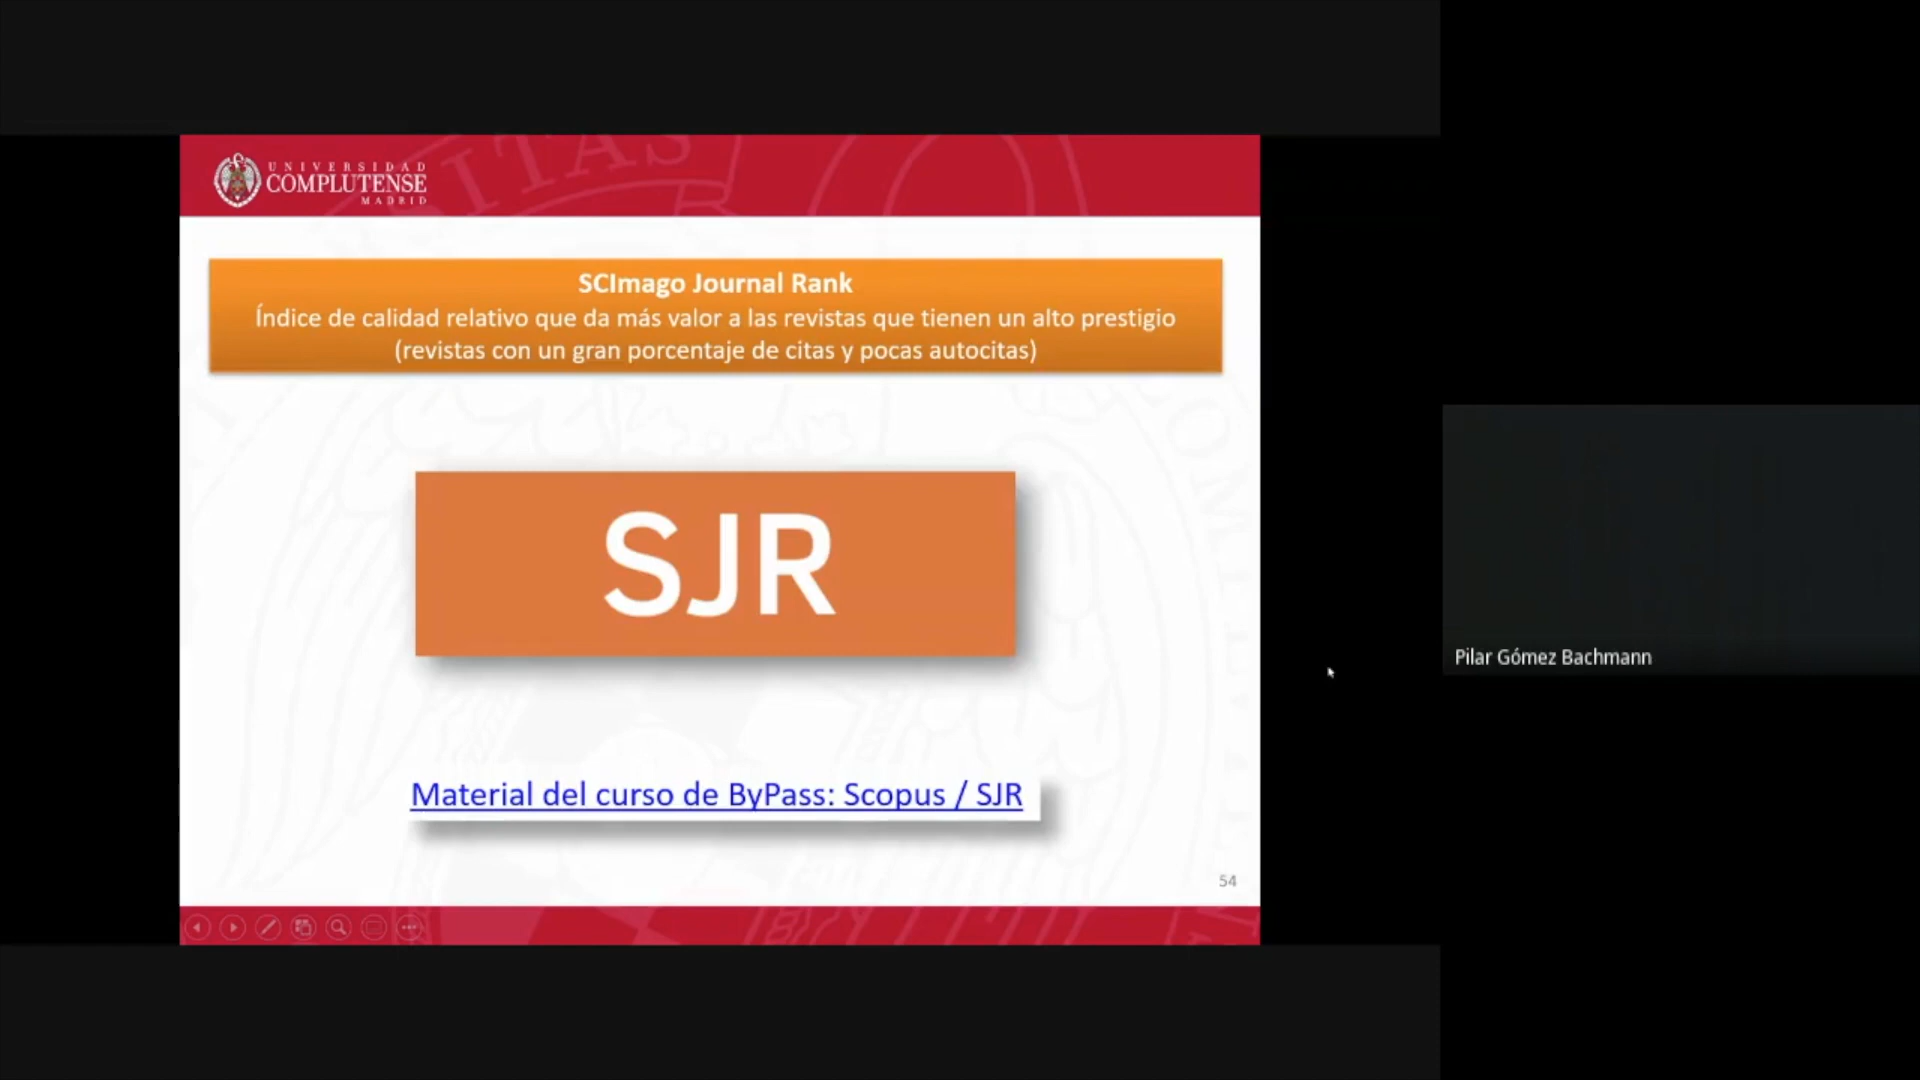 UNIVERSIDAD
COMPLUTENSE
MADRID
SCImago Journal Rank
Índice de calidad relativo que da más valor a las revistas que tienen un alto prestigio
(revistas con un gran porcentaje de citas y pocas autocitas)
SJR
Material del curso de ByPass: Scopus / SJR
54
Pilar Gómez Bachmann